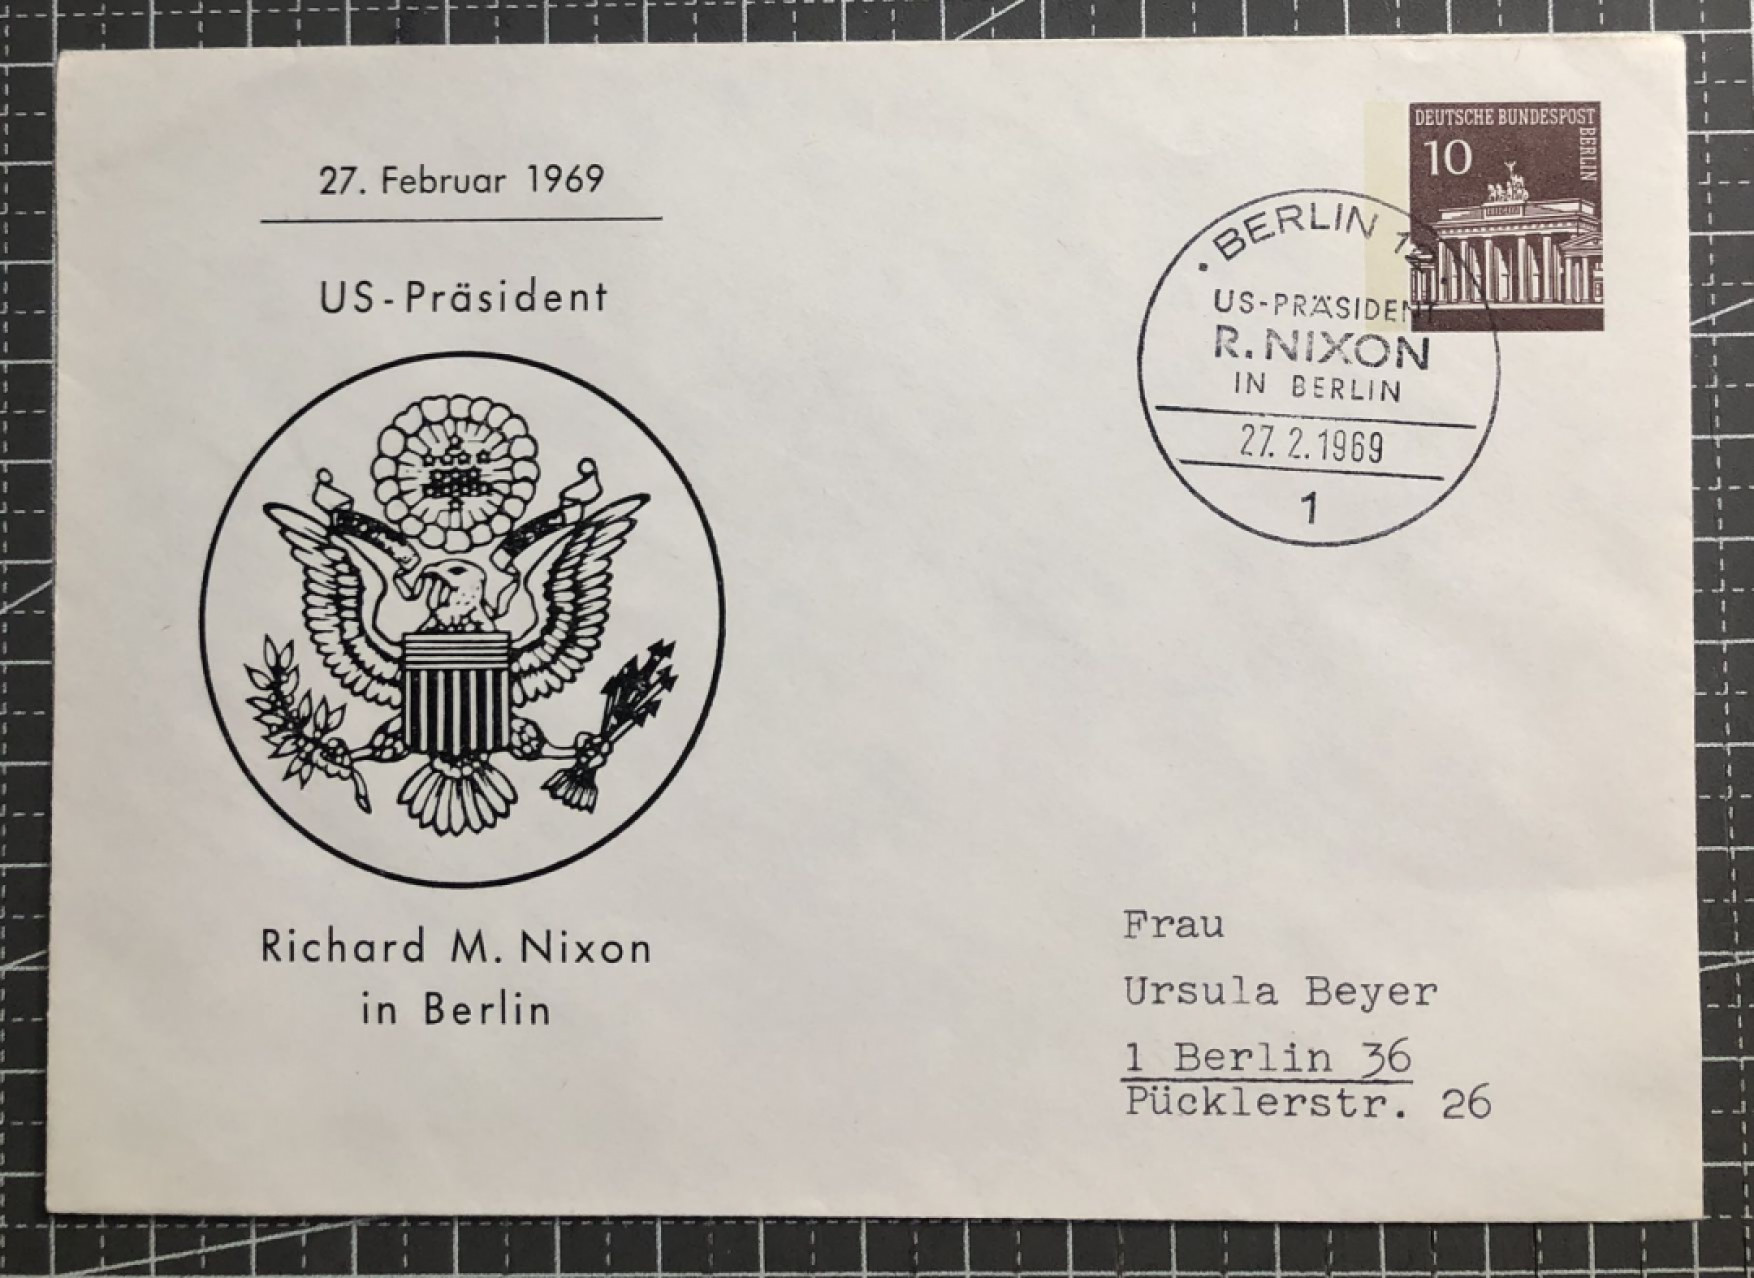 27. Februar 1969
US-Präsident
Richard M. Nixon
in Berlin
DEUTSCHE BUNDESPOST
BERLIN
10
BERLIN 12
US-PRÄSIDENT
R. NIXON
IN BERLIN
27.2.1969
1
Frau
Ursula Beyer
1 Berlin 36
Pücklerstr. 26